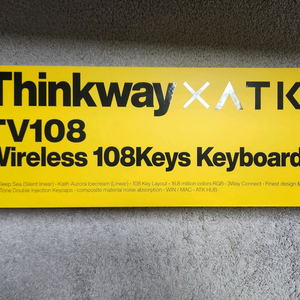 Thinkway × ATK
TV108
Wireless 108Keys Keyboard
Deep Sea (Silent linear) - Kailh Aurora Icecream (Linear) - 108 Key Layout - 16.8 million colors RGB - 3Way Connect - Finest design &
Tone Double Injection Keycaps - composite material noise absorption - WIN / MAC - ATK HUB